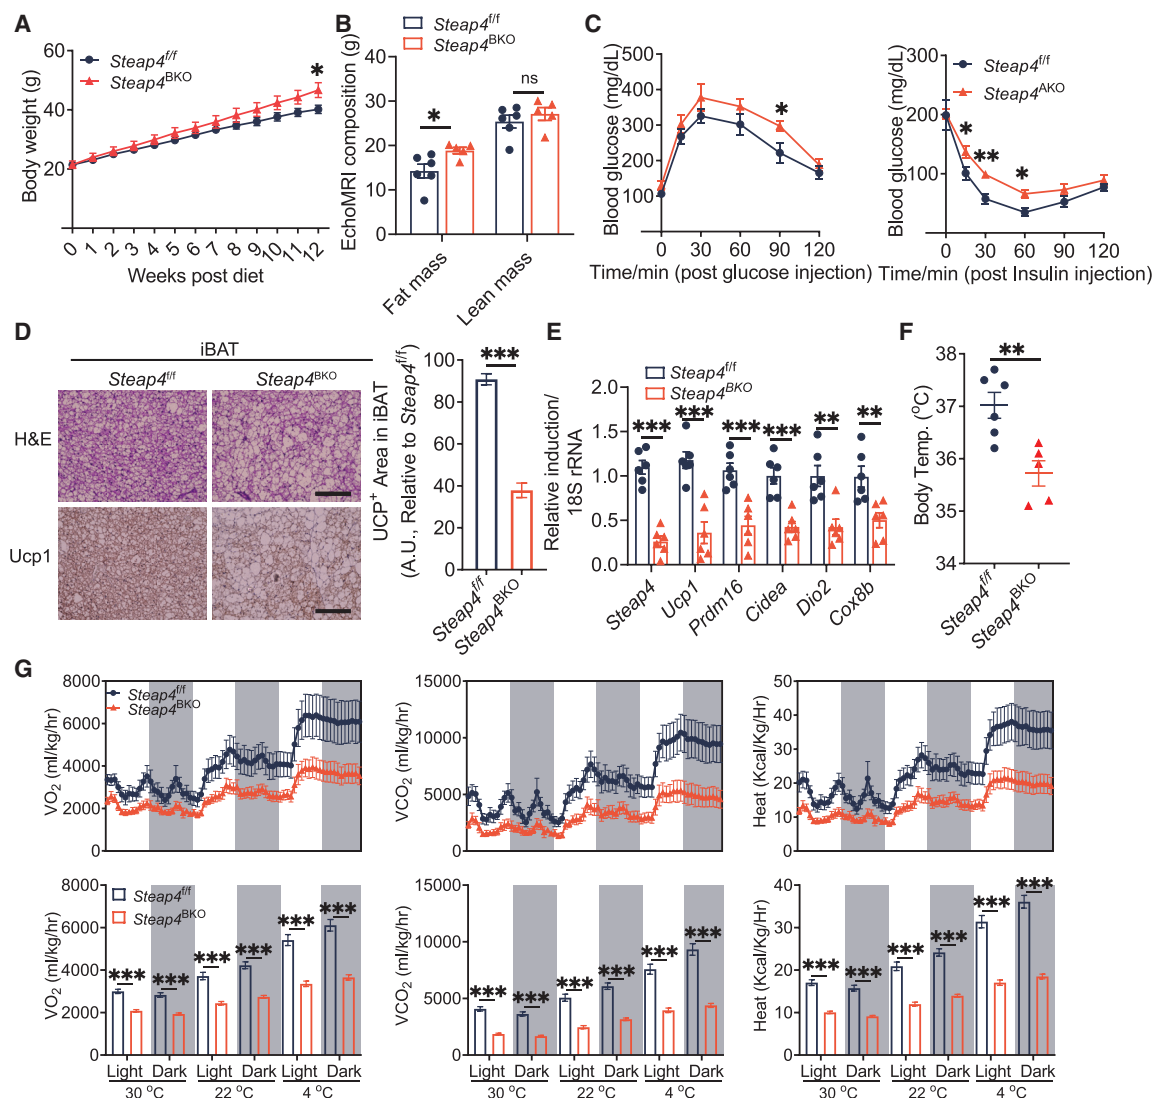 A
Steap4f/f
Steap4BKO
Body weight (g)
60
40
20
*
0 1 2 3 4 5 6 7 8 9 10 11 12
Weeks post diet
B
Steap4f/f
Steap4BKO
EchoMRI composition (g)
40
30
20
10
0
*
ns
Fat mass
Lean mass
C
Blood glucose (mg/dL)
500
400
300
200
100
*
0 30 60 90 120
Time/min (post glucose injection)
Steap4f/f
Steap4AKO
Blood glucose (mg/dL)
300
200
100
0
*
**
*
0 30 60 90 120
Time/min (post Insulin injection)
D
iBAT
Steap4f/f
Steap4BKO
H&E
Ucp1
UCP+ Area in iBAT
(A.U., Relative to Steap4f/f)
100
80
60
40
20
0
***
Steap4f/f
Steap4BKO
E
Steap4f/f
Steap4BKO
Relative induction/
18S rRNA
2.0
1.5
1.0
0.5
0
*** *** *** *** ** **
Steap4
Ucp1
Prdm16
Cidea
Dio2
Cox8b
F
Body Temp. (oC)
38
37
36
35
34
**
Steap4f/f
Steap4BKO
G
Steap4f/f
Steap4BKO
VO2 (ml/kg/hr)
8000
6000
4000
2000
0
VCO2 (ml/kg/hr)
15000
10000
5000
0
Heat (Kcal/Kg/Hr)
50
40
30
20
10
0
Steap4f/f
Steap4BKO
VO2 (ml/kg/hr)
8000
6000
4000
2000
0
*** *** *** *** *** ***
Light Dark Light Dark Light Dark
30 oC 22 oC 4 oC
VCO2 (ml/kg/hr)
15000
10000
5000
0
*** *** *** *** *** ***
Light Dark Light Dark Light Dark
30 oC 22 oC 4 oC
Heat (Kcal/Kg/Hr)
40
30
20
10
0
*** *** *** *** *** ***
Light Dark Light Dark Light Dark
30 oC 22 oC 4 oC